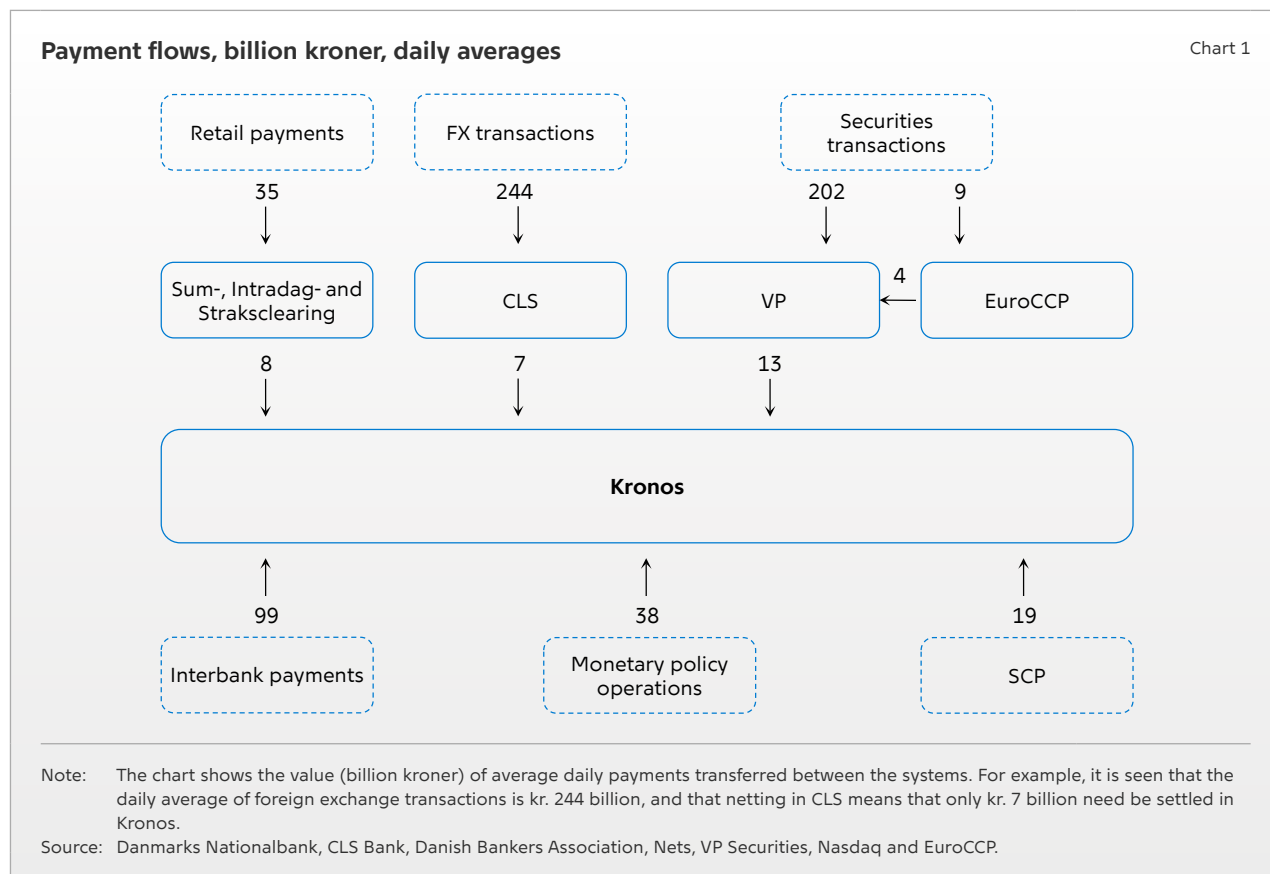 Payment flows, billion kroner, daily averages
Chart 1
Retail payments
FX transactions
Securities
transactions
35
244
202
9
Sum-, Intradag- and
Straksclearing
CLS
VP
4
EuroCCP
8
7
13
Kronos
99
38
19
Interbank payments
Monetary policy
operations
SCP
Note: The chart shows the value (billion kroner) of average daily payments transferred between the systems. For example, it is seen that the
daily average of foreign exchange transactions is kr. 244 billion, and that netting in CLS means that only kr. 7 billion need be settled in
Kronos.
Source: Danmarks Nationalbank, CLS Bank, Danish Bankers Association, Nets, VP Securities, Nasdaq and EuroCCP.